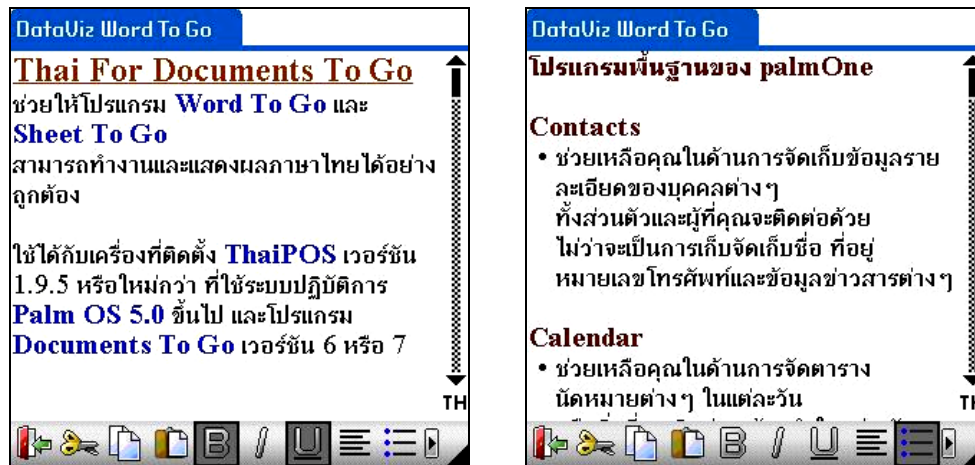 DataViz Word To Go
Thai For Documents To Go
ช่วยให้โปรแกรม Word To Go และ
Sheet To Go
สามารถทำงานและแสดงผลภาษาไทยได้อย่าง
ถูกต้อง
ใช้ได้กับเครื่องที่ติดตั้ง ThaiPOS เวอร์ชัน
1.9.5 หรือใหม่กว่า ที่ใช้ระบบปฏิบัติการ
Palm OS 5.0 ขึ้นไป และโปรแกรม
Documents To Go เวอร์ชัน 6 หรือ 7
TH
B I U
DataViz Word To Go
โปรแกรมพื้นฐานของ palmOne
Contacts
• ช่วยเหลือคุณในด้านการจัดเก็บข้อมูลราย
ละเอียดของบุคคลต่างๆ
ทั้งส่วนตัวและผู้ที่คุณจะติดต่อด้วย
ไม่ว่าจะเป็นการเก็บจัดเก็บชื่อ ที่อยู่
หมายเลขโทรศัพท์และข้อมูลข่าวสารต่างๆ
Calendar
• ช่วยเหลือคุณในด้านการจัดตาราง
นัดหมายต่างๆ ในแต่ละวัน
TH
B I U